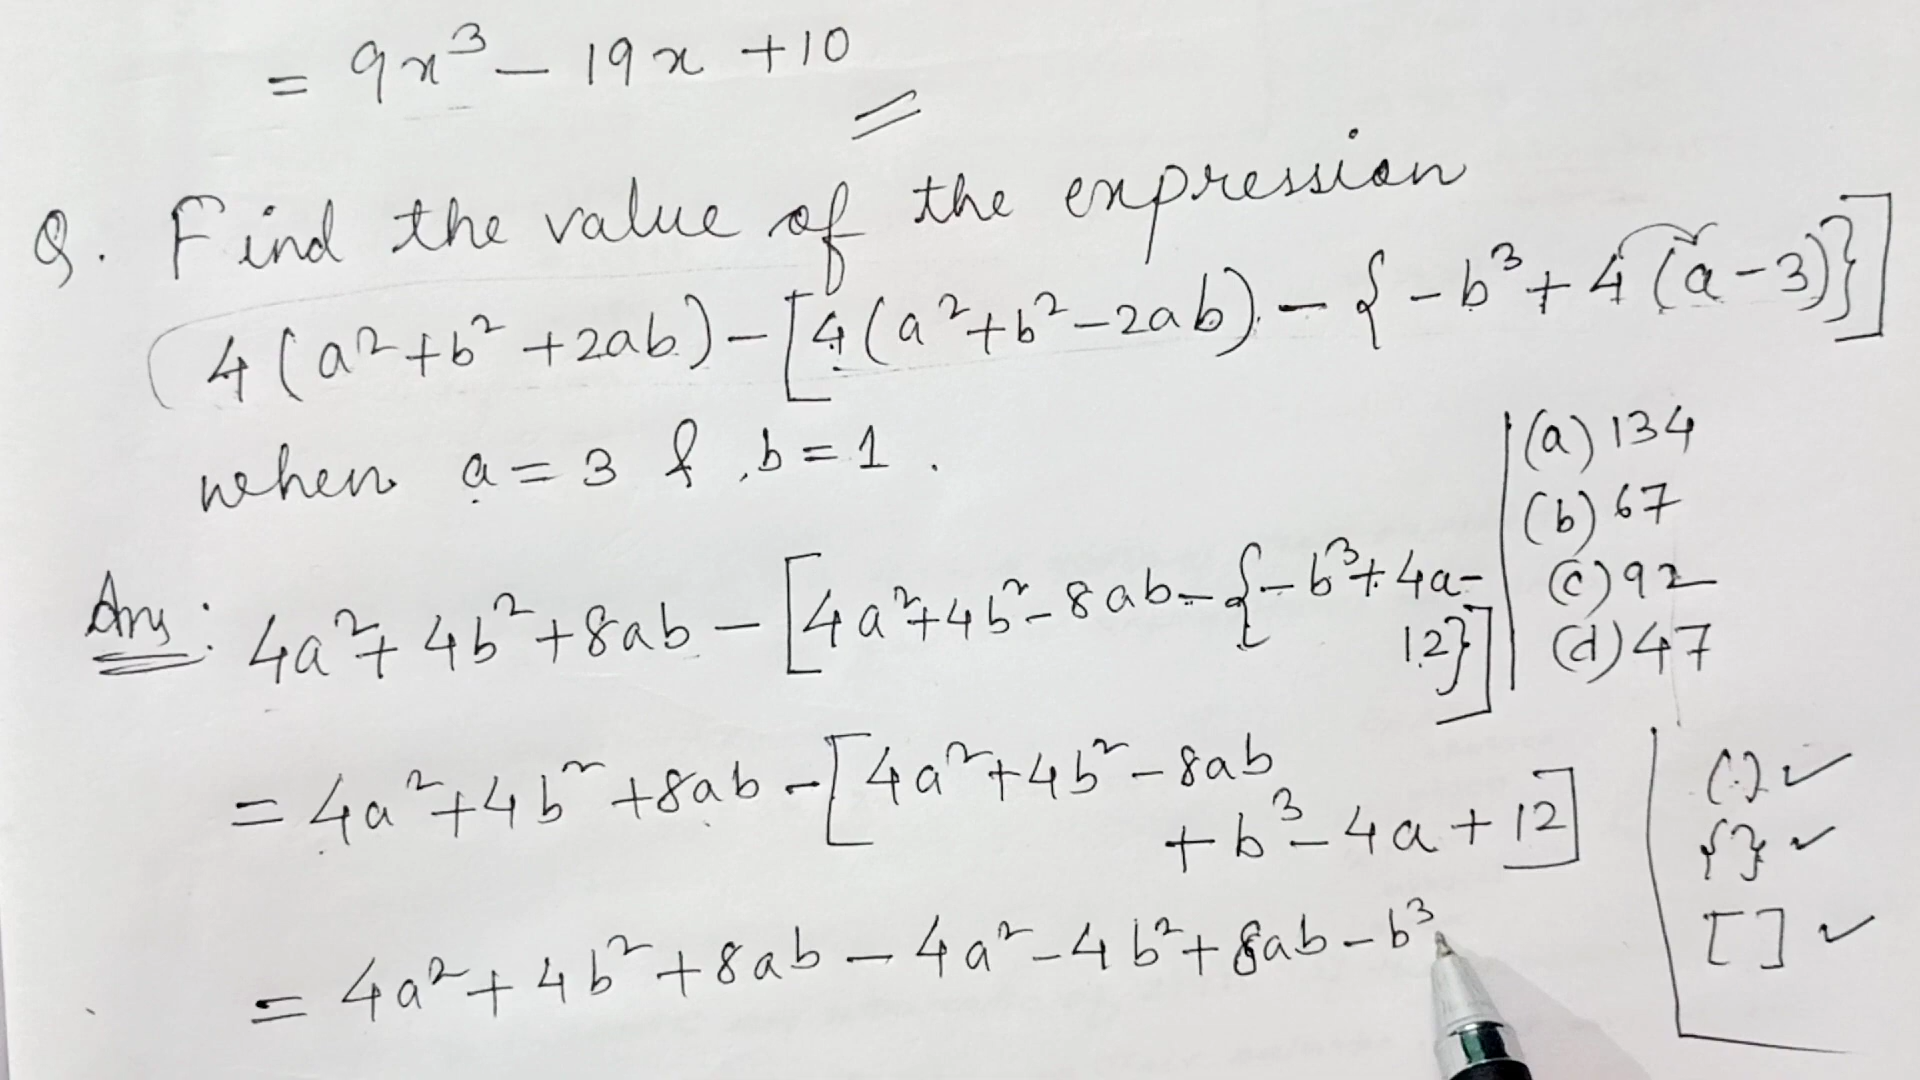 = 9x³ - 19x + 10
Q. Find the value of the expression
4(a²+b²+2ab)-[4(a²+b²-2ab)-{-b³+4(a-3)}]
when a=3 & b=1.
(a) 134
(b) 67
(c) 92
(d) 47
Ans: 4a²+4b²+8ab-[4a²+4b²-8ab-{-b³+4a-
12}]
= 4a²+4b²+8ab-[4a²+4b²-8ab
+b³-4a+12]
( ) ✓
{ } ✓
[ ] ✓
= 4a²+4b²+8ab-4a²-4b²+8ab-b³